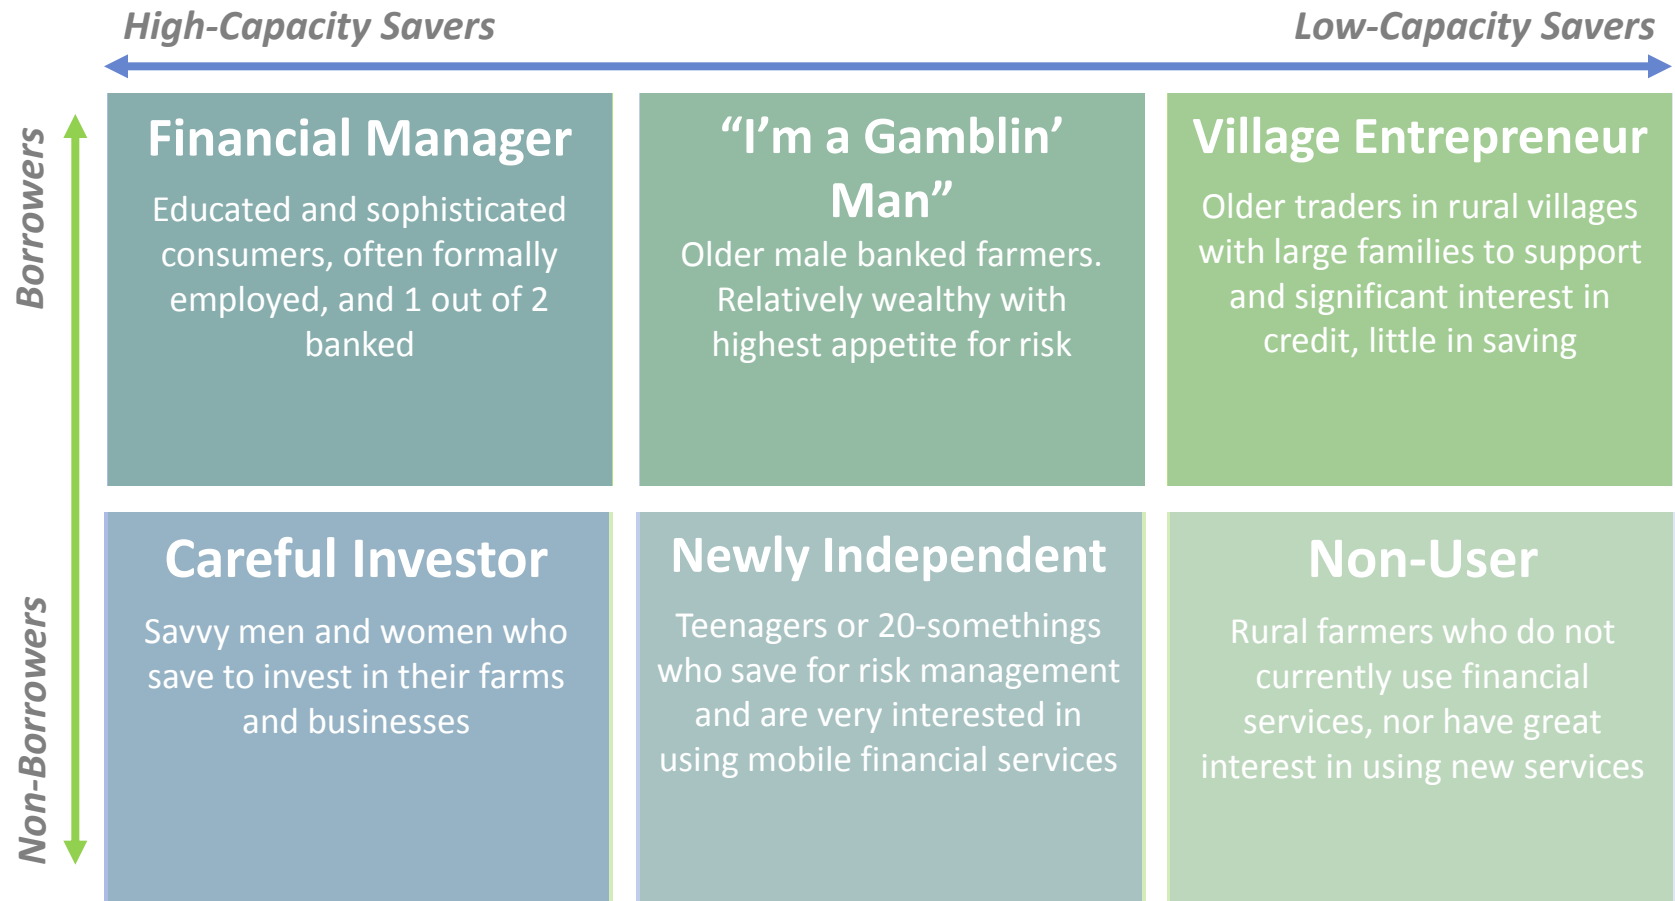 High-Capacity Savers
Low-Capacity Savers
Borrowers
Non-Borrowers
Financial Manager
Educated and sophisticated
consumers, often formally
employed, and 1 out of 2
banked
“I’m a Gamblin’
Man”
Older male banked farmers.
Relatively wealthy with
highest appetite for risk
Village Entrepreneur
Older traders in rural villages
with large families to support
and significant interest in
credit, little in saving
Careful Investor
Savvy men and women who
save to invest in their farms
and businesses
Newly Independent
Teenagers or 20-somethings
who save for risk management
and are very interested in
using mobile financial services
Non-User
Rural farmers who do not
currently use financial
services, nor have great
interest in using new services